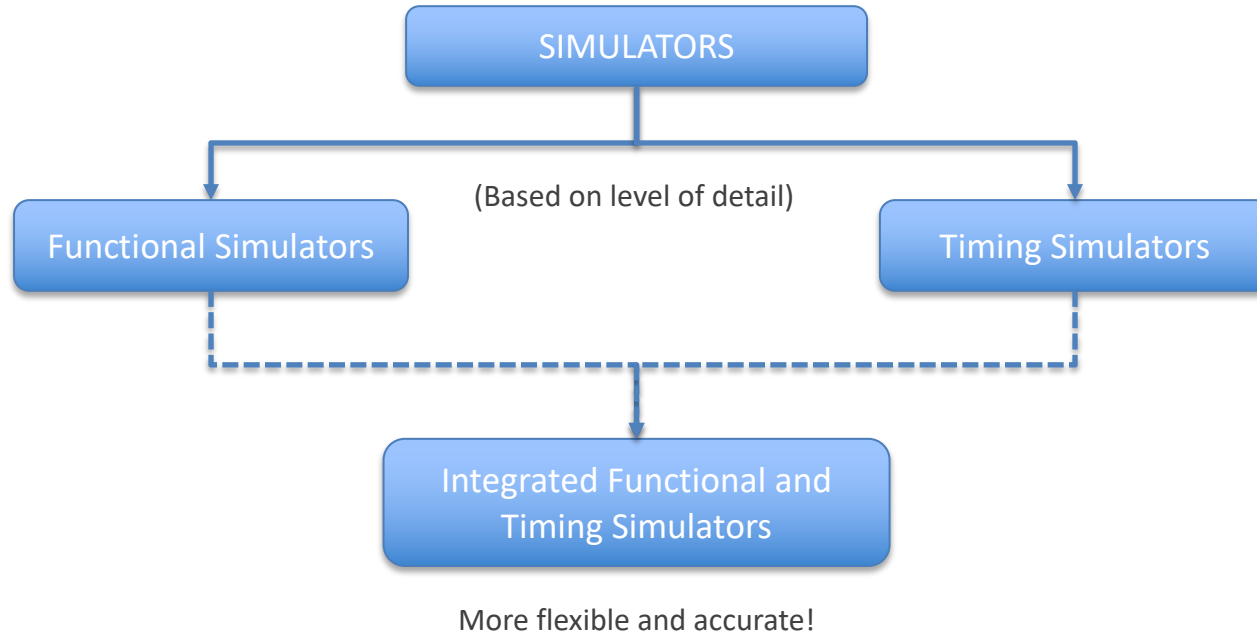 SIMULATORS
(Based on level of detail)
Functional Simulators
Timing Simulators
Integrated Functional and
Timing Simulators
More flexible and accurate!